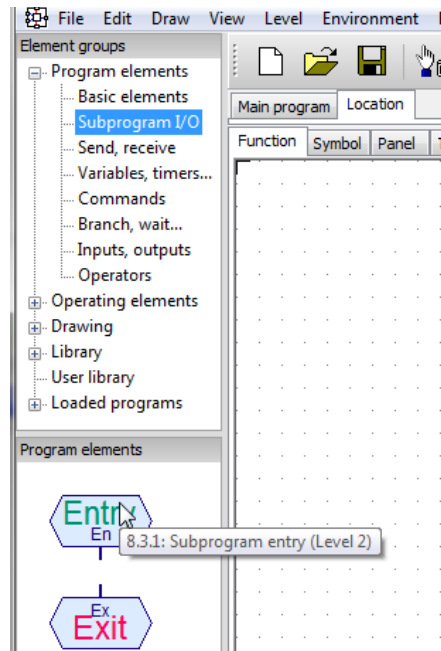 File Edit Draw View Level Environment
Element groups
Program elements
Basic elements
Subprogram I/O
Send, receive
Variables, timers...
Commands
Branch, wait...
Inputs, outputs
Operators
Operating elements
Drawing
Library
User library
Loaded programs
Main program Location
Function Symbol Panel
Program elements
Entry
En
8.3.1: Subprogram entry (Level 2)
Ex
Exit